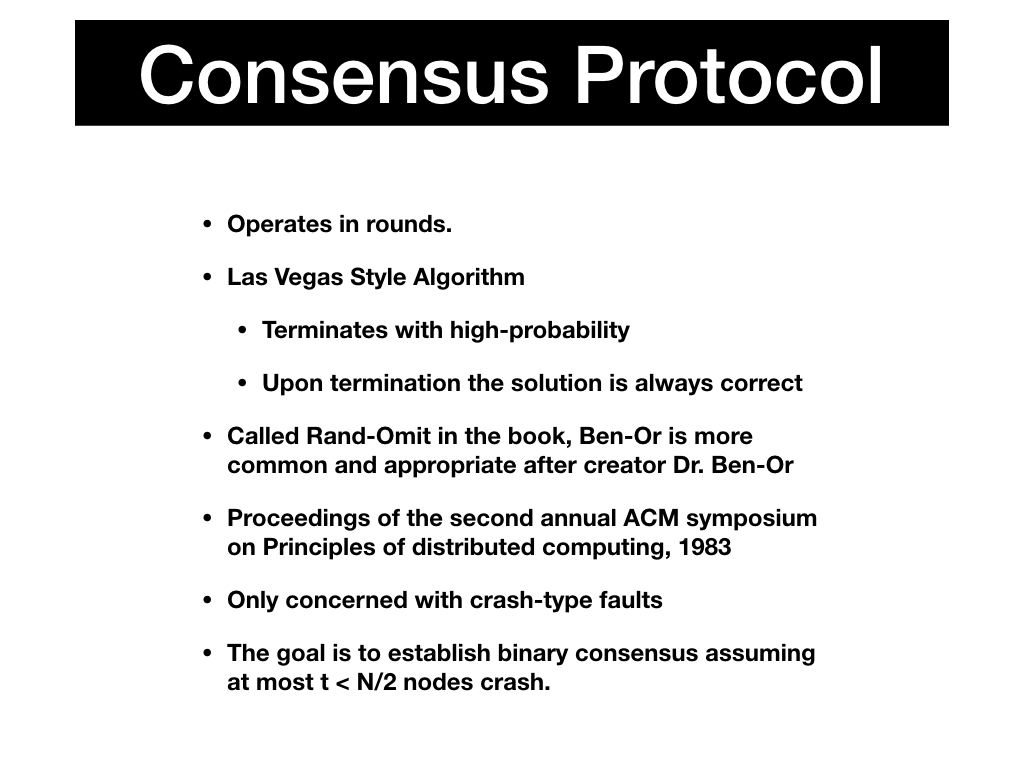 Consensus Protocol
• Operates in rounds.
• Las Vegas Style Algorithm
• Terminates with high-probability
• Upon termination the solution is always correct
• Called Rand-Omit in the book, Ben-Or is more
common and appropriate after creator Dr. Ben-Or
• Proceedings of the second annual ACM symposium
on Principles of distributed computing, 1983
• Only concerned with crash-type faults
• The goal is to establish binary consensus assuming
at most t < N/2 nodes crash.